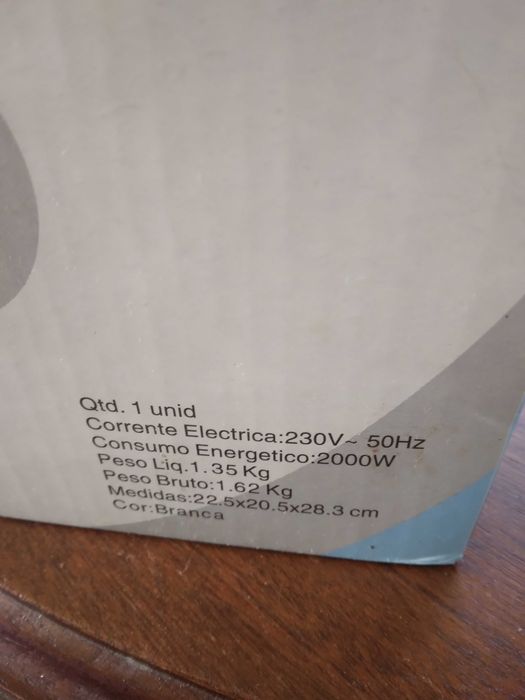 Qtd. 1 unid
Corrente Electrica:230V~ 50Hz
Consumo Energetico:2000W
Peso Liq.1.35 Kg
Peso Bruto:1.62 Kg
Medidas:22.5x20.5x28.3 cm
Cor:Branca